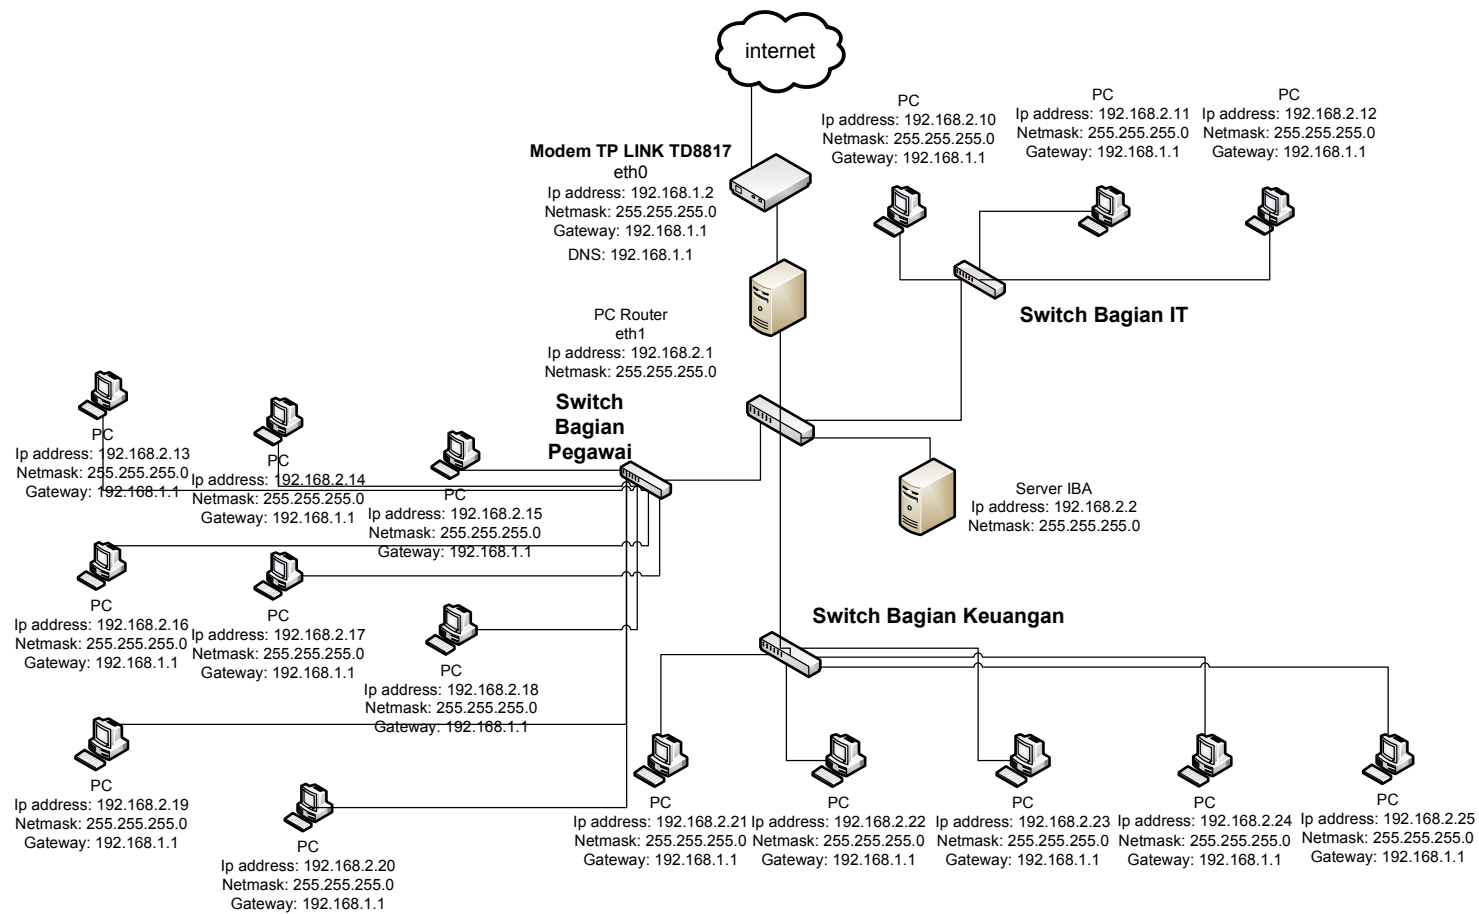 internet
PC
Ip address: 192.168.2.10
Netmask: 255.255.255.0
Gateway: 192.168.1.1
PC
Ip address: 192.168.2.11
Netmask: 255.255.255.0
Gateway: 192.168.1.1
PC
Ip address: 192.168.2.12
Netmask: 255.255.255.0
Gateway: 192.168.1.1
Modem TP LINK TD8817
eth0
Ip address: 192.168.1.2
Netmask: 255.255.255.0
Gateway: 192.168.1.1
DNS: 192.168.1.1
Switch Bagian IT
PC Router
eth1
Ip address: 192.168.2.1
Netmask: 255.255.255.0
Switch
Bagian
Pegawai
PC
Ip address: 192.168.2.13
Netmask: 255.255.255.0
Gateway: 192.168.1.1
PC
Ip address: 192.168.2.14
Netmask: 255.255.255.0
Gateway: 192.168.1.1
PC
Ip address: 192.168.2.15
Netmask: 255.255.255.0
Gateway: 192.168.1.1
Server IBA
Ip address: 192.168.2.2
Netmask: 255.255.255.0
PC
Ip address: 192.168.2.16
Netmask: 255.255.255.0
Gateway: 192.168.1.1
PC
Ip address: 192.168.2.17
Netmask: 255.255.255.0
Gateway: 192.168.1.1
PC
Ip address: 192.168.2.18
Netmask: 255.255.255.0
Gateway: 192.168.1.1
Switch Bagian Keuangan
PC
Ip address: 192.168.2.19
Netmask: 255.255.255.0
Gateway: 192.168.1.1
PC
Ip address: 192.168.2.20
Netmask: 255.255.255.0
Gateway: 192.168.1.1
PC
Ip address: 192.168.2.21
Netmask: 255.255.255.0
Gateway: 192.168.1.1
PC
Ip address: 192.168.2.22
Netmask: 255.255.255.0
Gateway: 192.168.1.1
PC
Ip address: 192.168.2.23
Netmask: 255.255.255.0
Gateway: 192.168.1.1
PC
Ip address: 192.168.2.24
Netmask: 255.255.255.0
Gateway: 192.168.1.1
PC
Ip address: 192.168.2.25
Netmask: 255.255.255.0
Gateway: 192.168.1.1